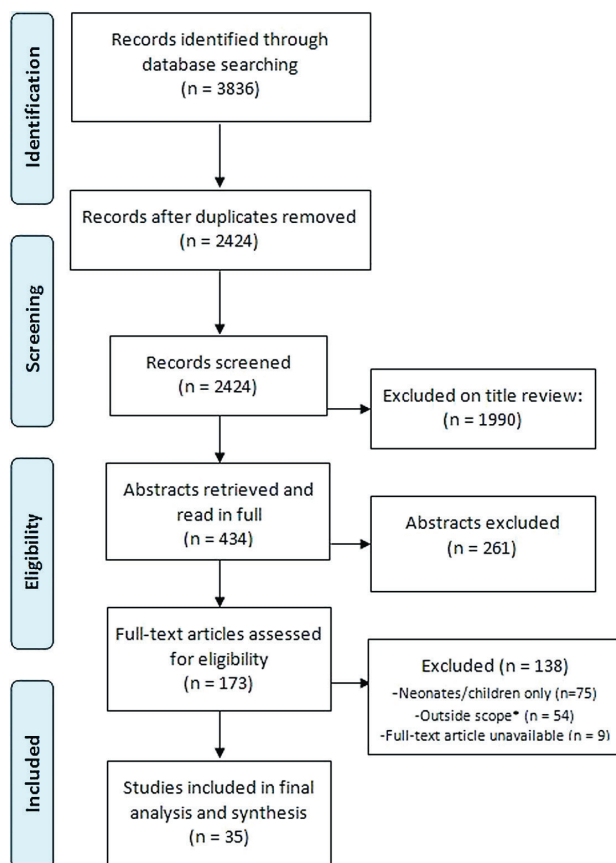 Identification
Records identified through
database searching
(n = 3836)
Records after duplicates removed
(n = 2424)
Screening
Records screened
(n = 2424)
Excluded on title review:
(n = 1990)
Eligibility
Abstracts retrieved and
read in full
(n = 434)
Abstracts excluded
(n = 261)
Full-text articles assessed
for eligibility
(n = 173)
Excluded (n = 138)
-Neonates/children only (n=75)
-Outside scope* (n = 54)
-Full-text article unavailable (n = 9)
Included
Studies included in final
analysis and synthesis
(n = 35)